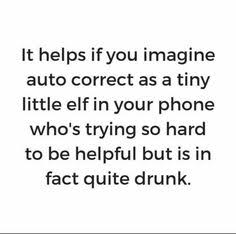 It helps if you imagine
auto correct as a tiny
little elf in your phone
who's trying so hard
to be helpful but is in
fact quite drunk.